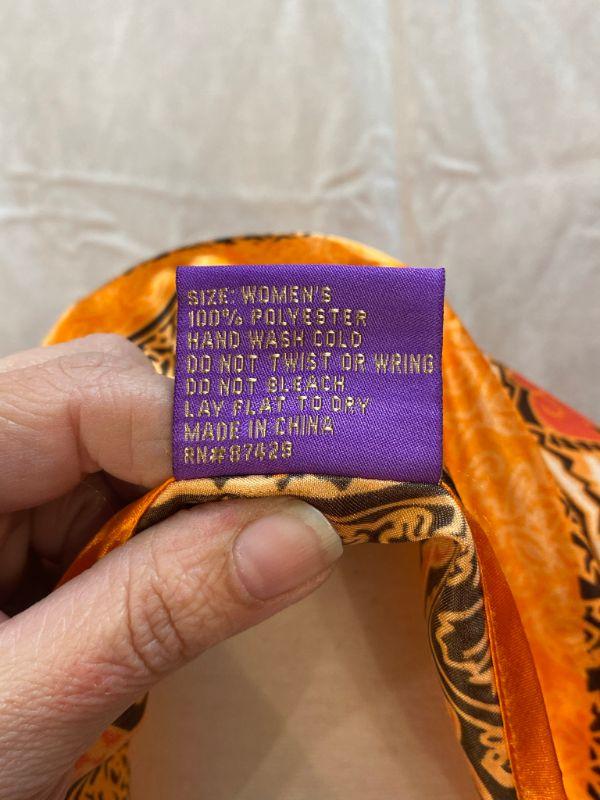 SIZE: WOMEN'S
100% POLYESTER
HAND WASH COLD
DO NOT TWIST OR WRING
DO NOT BLEACH
LAY FLAT TO DRY
MADE IN CHINA
RN#87429